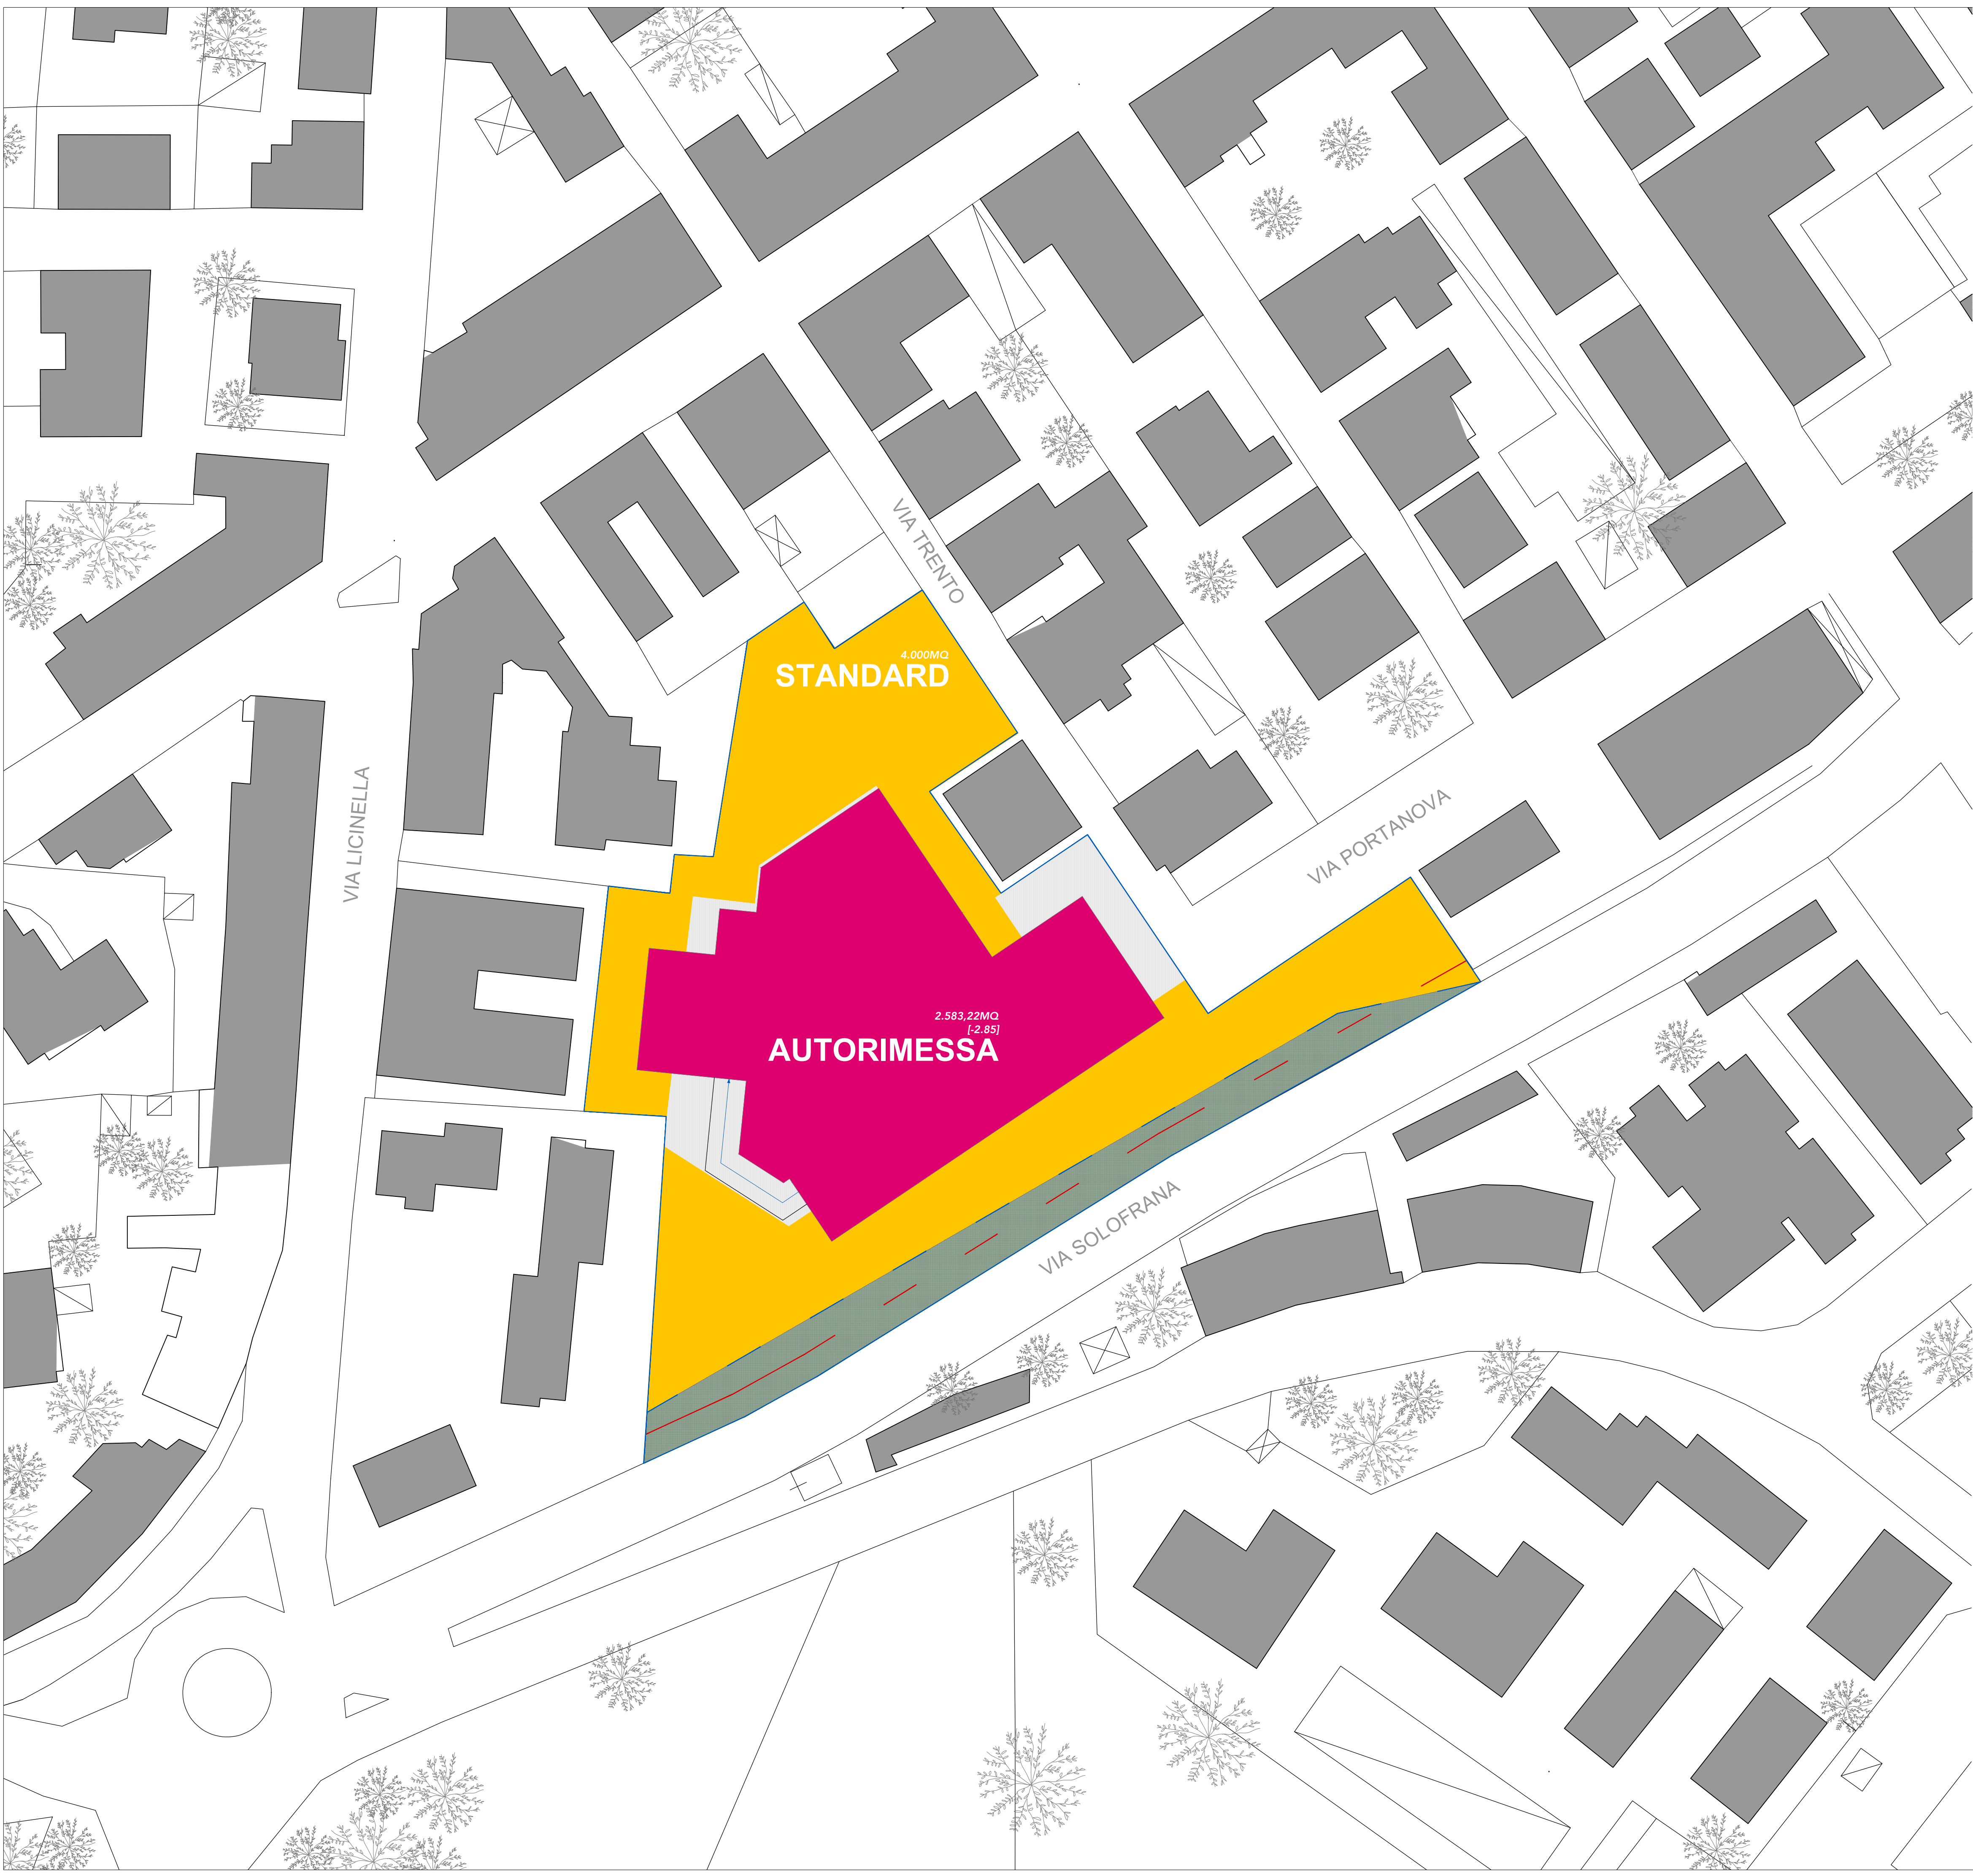 VIA TRENTO
4.000MQ
STANDARD
VIA LICINELLA
VIA PORTANOVA
2.583,22MQ
[-2.85]
AUTORIMESSA
VIA SOLOFRANA